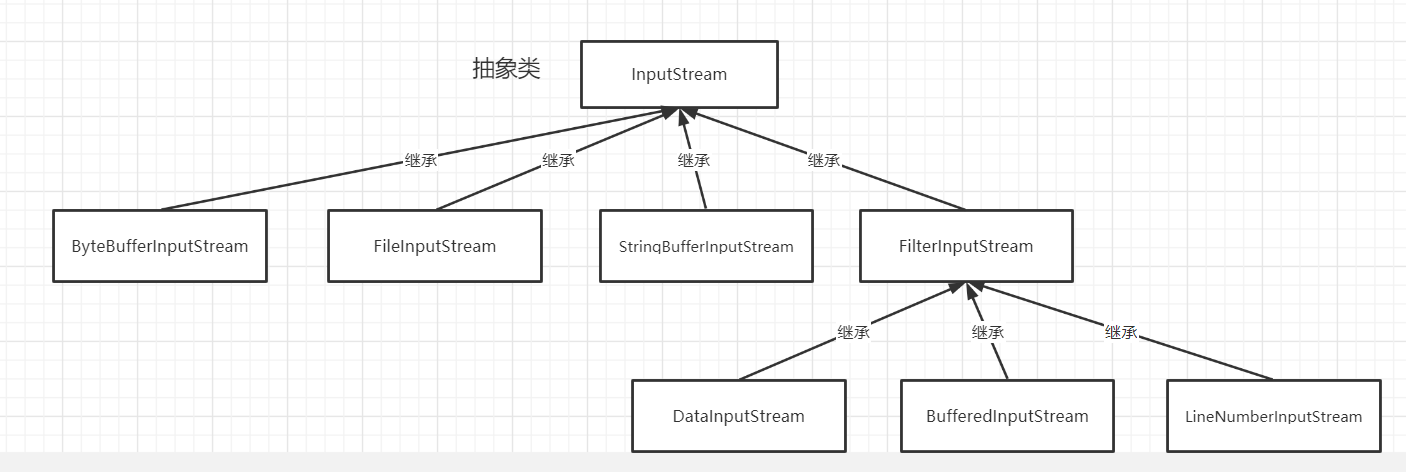 抽象类
InputStream
继承
继承
继承
继承
ByteBufferInputStream
FileInputStream
StringBufferInputStream
FilterInputStream
继承
继承
继承
DataInputStream
BufferedInputStream
LineNumberInputStream